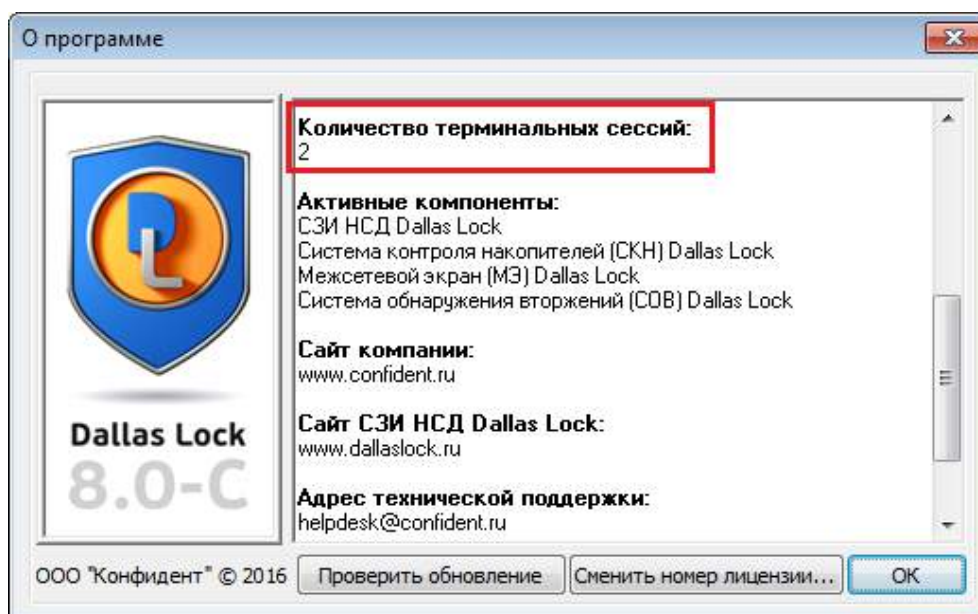 О программе
Количество терминальных сессий:
2
Активные компоненты:
СЗИ НСД Dallas Lock
Система контроля накопителей (СКН) Dallas Lock
Межсетевой экран (МЭ) Dallas Lock
Система обнаружения вторжений (СОВ) Dallas Lock
Сайт компании:
www.confident.ru
Сайт СЗИ НСД Dallas Lock:
www.dallaslock.ru
Адрес технической поддержки:
helpdesk@confident.ru
DL
Dallas Lock
8.0-C
ООО "Конфидент" © 2016
Проверить обновление
Сменить номер лицензии...
ОК